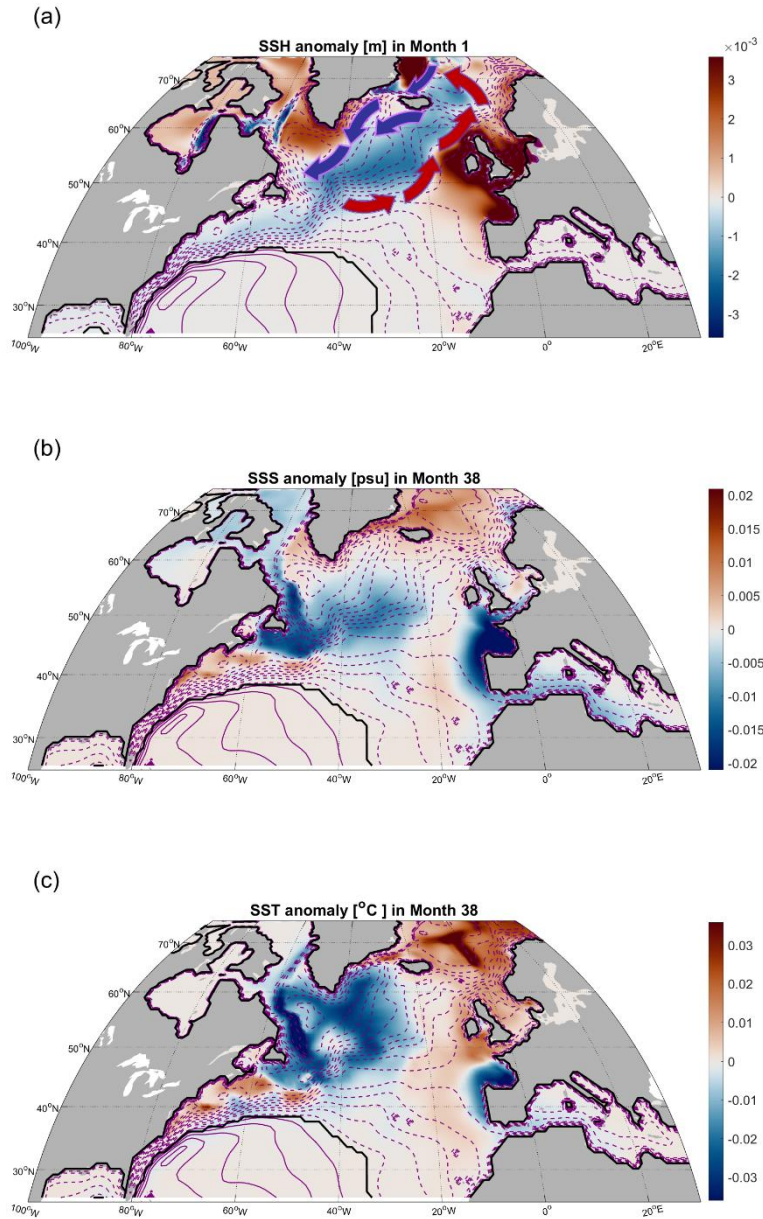 (a)
SSH anomaly [m] in Month 1
×10⁻³
70°N
60°N
50°N
40°N
30°N
100°W
80°W
60°W
40°W
20°W
0°
20°E
3
2
1
0
-1
-2
-3
(b)
SSS anomaly [psu] in Month 38
70°N
60°N
50°N
40°N
30°N
100°W
80°W
60°W
40°W
20°W
0°
20°E
0.02
0.015
0.01
0.005
0
-0.005
-0.01
-0.015
-0.02
(c)
SST anomaly [°C ] in Month 38
70°N
60°N
50°N
40°N
30°N
100°W
80°W
60°W
40°W
20°W
0°
20°E
0.03
0.02
0.01
0
-0.01
-0.02
-0.03